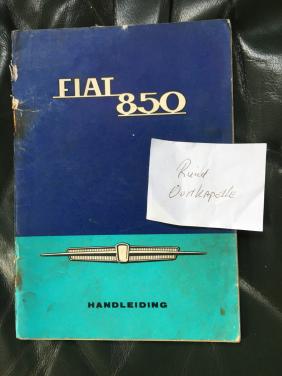 FIAT
850
Ruud
Oostkapelle
HANDLEIDING